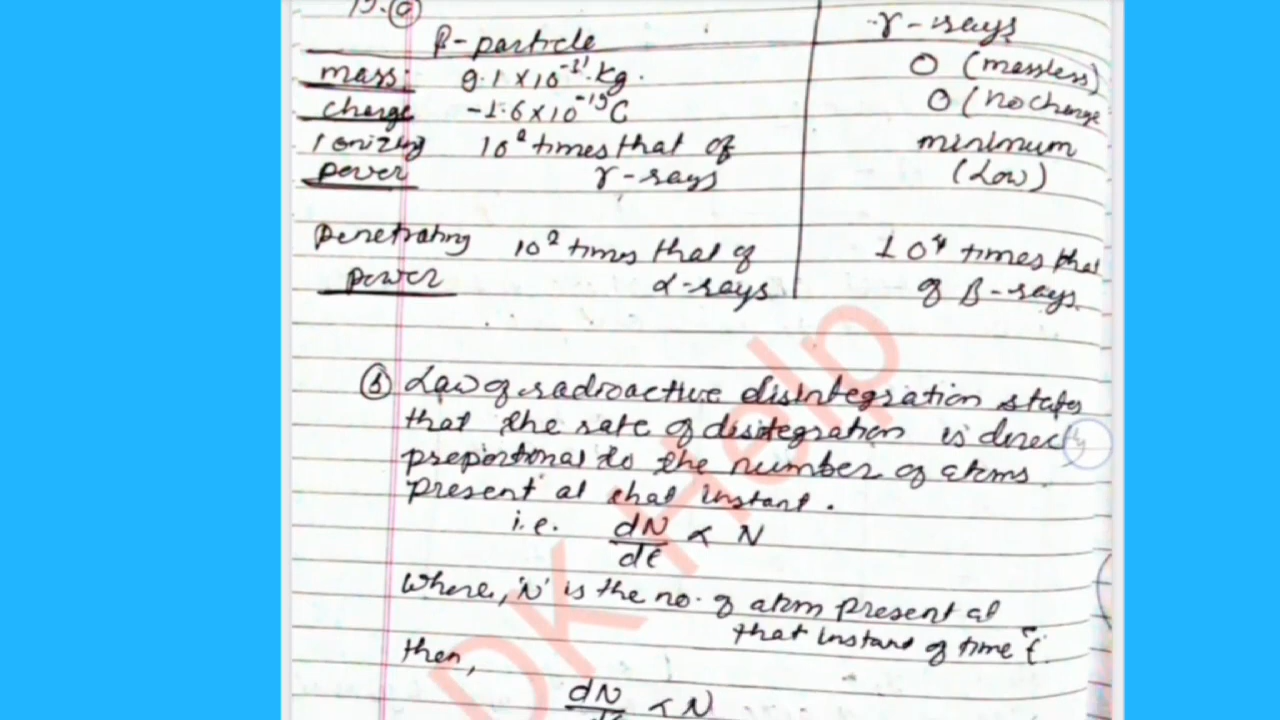 15. (a)
β-particle γ-rays
mass: 9.1 × 10⁻³¹ kg. 0 (massless)
charge -1.6 × 10⁻¹⁹ C 0 (no charge
Ionizing 10² times that of minimum
power γ-rays (Low)
penetrating 10² times that of 10⁴ times that
power α-rays of β-rays
(b) Law of radioactive disintegration states
that the rate of disitegration is directly
preportional to the number of atoms
present at that instant.
i.e. dN/dt ∝ N
Where, 'N' is the no. of atom present at
that instant of time 't'.
then,
dN/dt ∝ N
DK Help